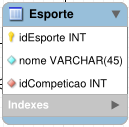 Esporte
idEsporte INT
nome VARCHAR(45)
idCompeticao INT
Indexes